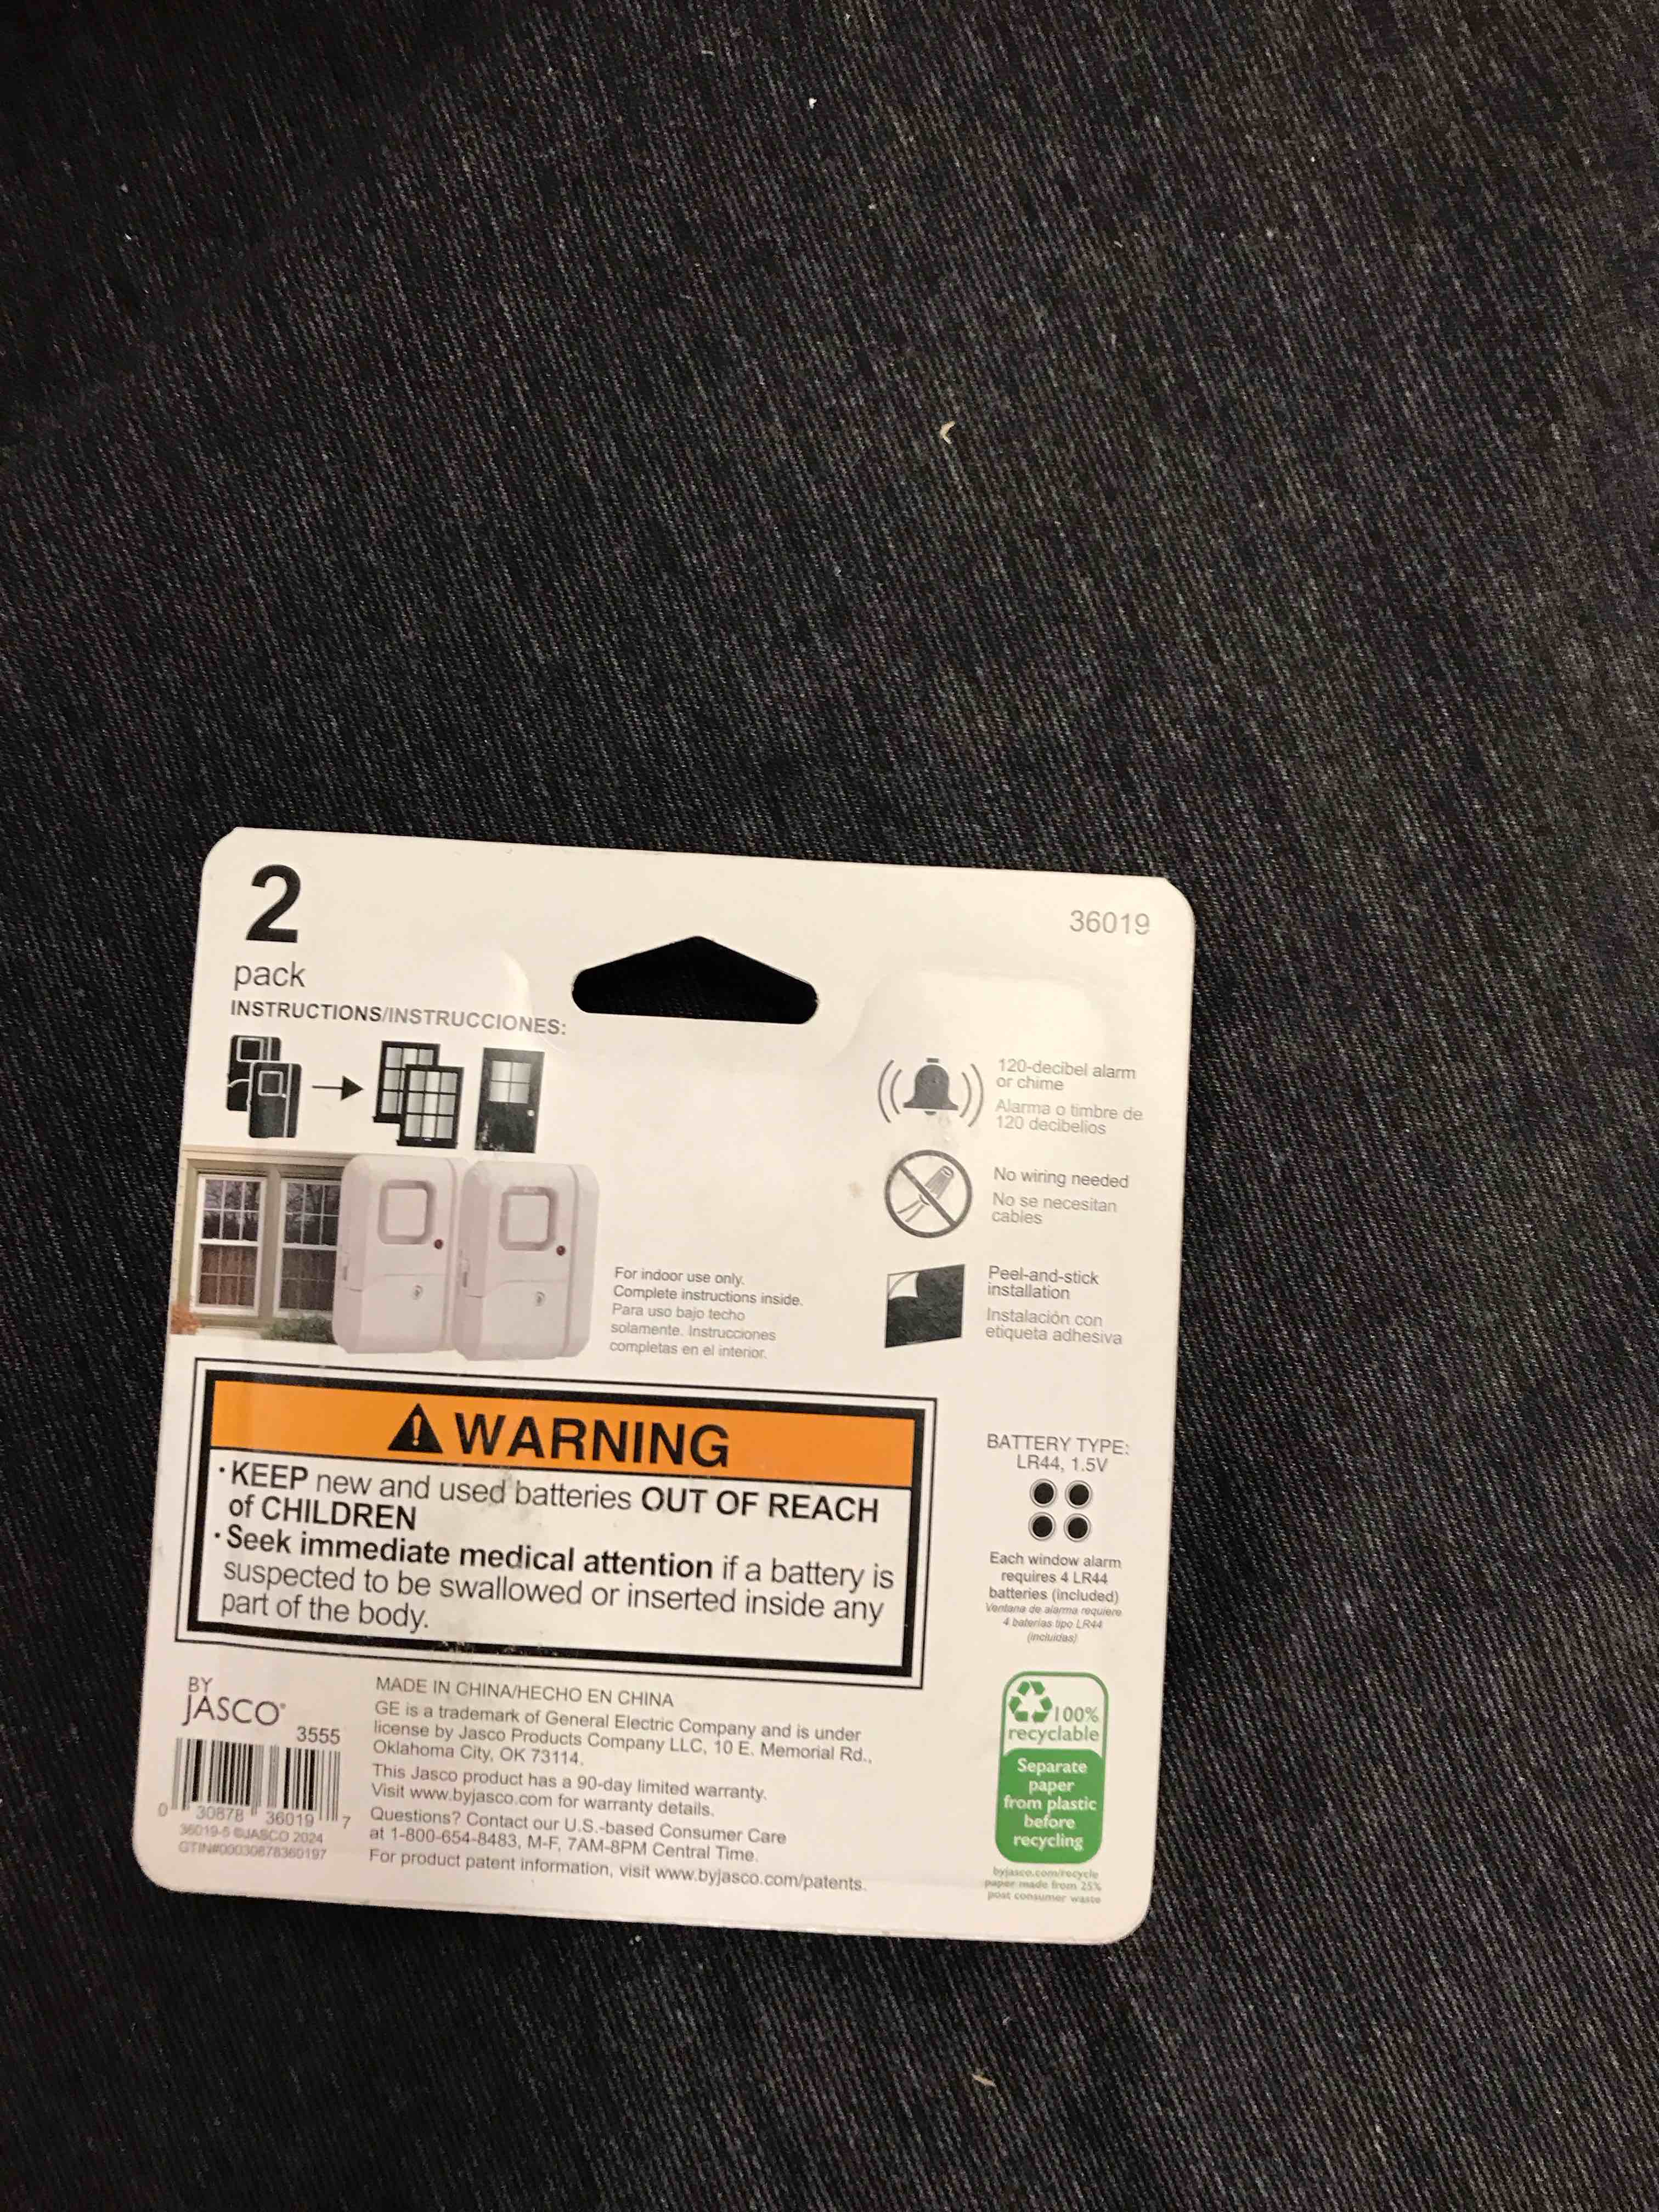 2
pack
36019
INSTRUCTIONS/INSTRUCCIONES:
120-decibel alarm
or chime
Alarma o timbre de
120 decibelios
No wiring needed
No se necesitan
cables
Peel-and-stick
installation
Instalación con
etiqueta adhesiva
For indoor use only.
Complete instructions inside.
Para uso bajo techo
solamente. Instrucciones
completas en el interior.
WARNING
· KEEP new and used batteries OUT OF REACH
of CHILDREN
· Seek immediate medical attention if a battery is
suspected to be swallowed or inserted inside any
part of the body.
BATTERY TYPE:
LR44, 1.5V
Each window alarm
requires 4 LR44
batteries (included)
Ventana de alarma requiere
4 baterías tipo LR44
(incluidas)
BY
JASCO®
3555
0 30878 36019 7
36019-5 ©JASCO 2024
GTIN#00030878360197
MADE IN CHINA/HECHO EN CHINA
GE is a trademark of General Electric Company and is under
license by Jasco Products Company LLC, 10 E. Memorial Rd.,
Oklahoma City, OK 73114.
This Jasco product has a 90-day limited warranty.
Visit www.byjasco.com for warranty details.
Questions? Contact our U.S.-based Consumer Care
at 1-800-654-8483, M-F, 7AM-8PM Central Time.
For product patent information, visit www.byjasco.com/patents.
100%
recyclable
Separate
paper
from plastic
before
recycling
byjasco.com/recycle
paper made from 25%
post consumer waste